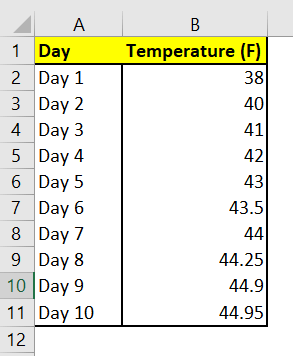 A B
1 Day Temperature (F)
2 Day 1 38
3 Day 2 40
4 Day 3 41
5 Day 4 42
6 Day 5 43
7 Day 6 43.5
8 Day 7 44
9 Day 8 44.25
10 Day 9 44.9
11 Day 10 44.95
12